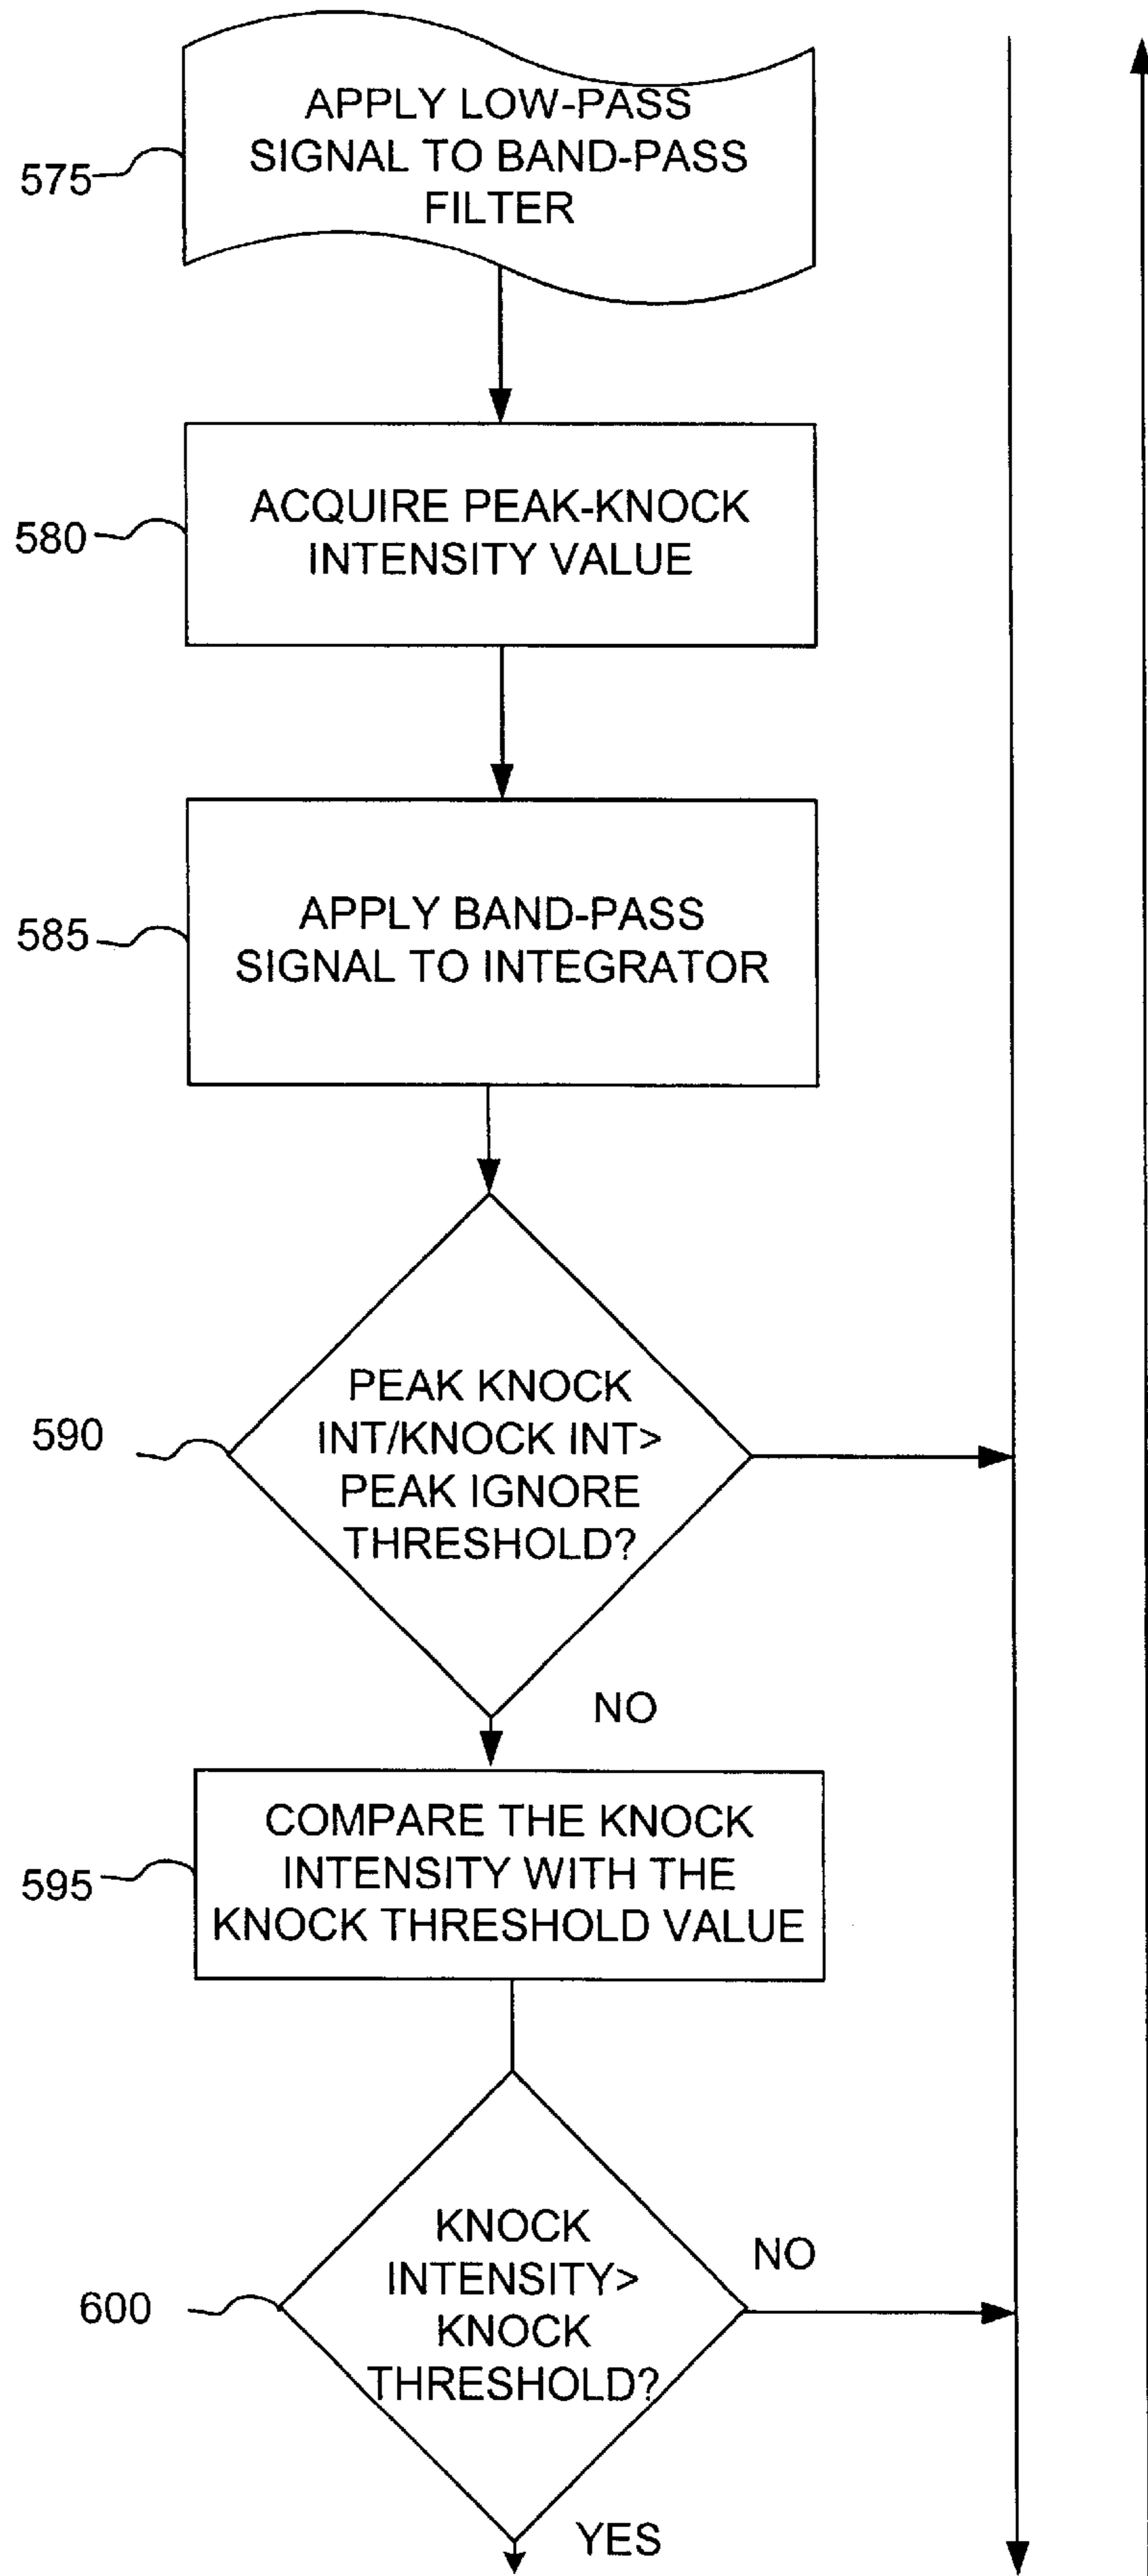 APPLY LOW-PASS
SIGNAL TO BAND-PASS
FILTER
575
ACQUIRE PEAK-KNOCK
INTENSITY VALUE
580
APPLY BAND-PASS
SIGNAL TO INTEGRATOR
585
PEAK KNOCK
INT/KNOCK INT>
PEAK IGNORE
THRESHOLD?
590
NO
COMPARE THE KNOCK
INTENSITY WITH THE
KNOCK THRESHOLD VALUE
595
KNOCK
INTENSITY>
KNOCK
THRESHOLD?
600
NO
YES